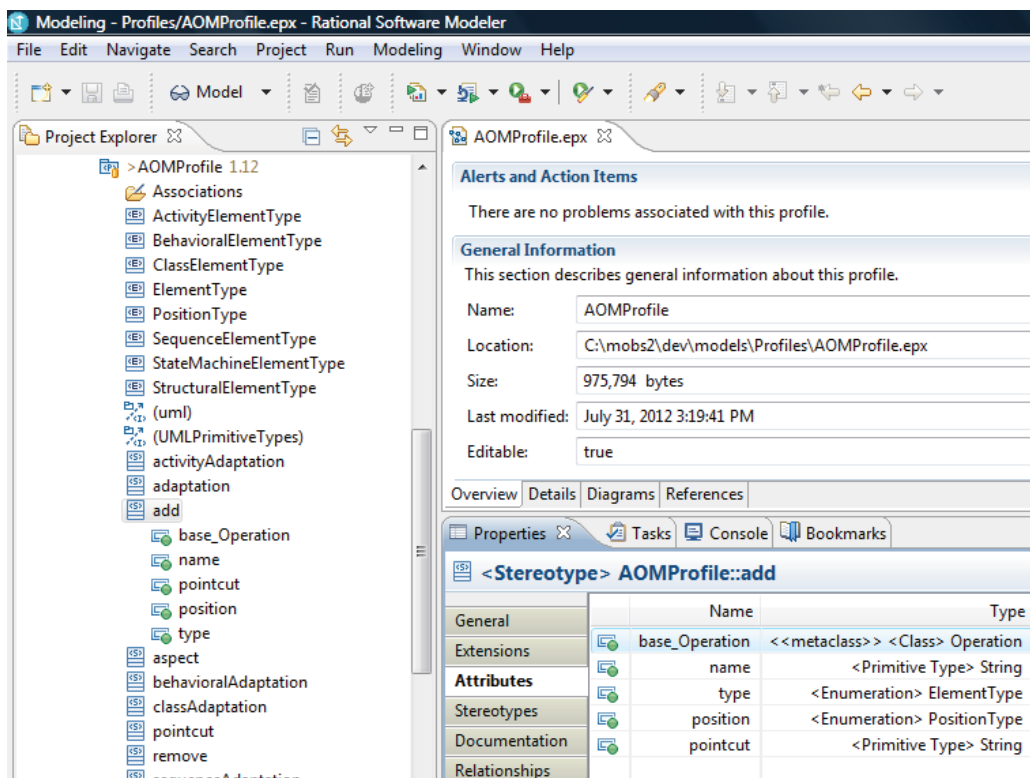 Modeling - Profiles/AOMProfile.epx - Rational Software Modeler
File Edit Navigate Search Project Run Modeling Window Help
Model
Project Explorer
>AOMProfile 1.12
Associations
ActivityElementType
BehavioralElementType
ClassElementType
ElementType
PositionType
SequenceElementType
StateMachineElementType
StructuralElementType
(uml)
(UMLPrimitiveTypes)
activityAdaptation
adaptation
add
base_Operation
name
pointcut
position
type
aspect
behavioralAdaptation
classAdaptation
pointcut
remove
sequenceAdaptation
AOMProfile.epx
Alerts and Action Items
There are no problems associated with this profile.
General Information
This section describes general information about this profile.
Name: AOMProfile
Location: C:\mobs2\dev\models\Profiles\AOMProfile.epx
Size: 975,794 bytes
Last modified: July 31, 2012 3:19:41 PM
Editable: true
Overview Details Diagrams References
Properties Tasks Console Bookmarks
<Stereotype> AOMProfile::add
General
Extensions
Attributes
Stereotypes
Documentation
Relationships
Name Type
base_Operation <<metaclass>> <Class> Operation
name <Primitive Type> String
type <Enumeration> ElementType
position <Enumeration> PositionType
pointcut <Primitive Type> String